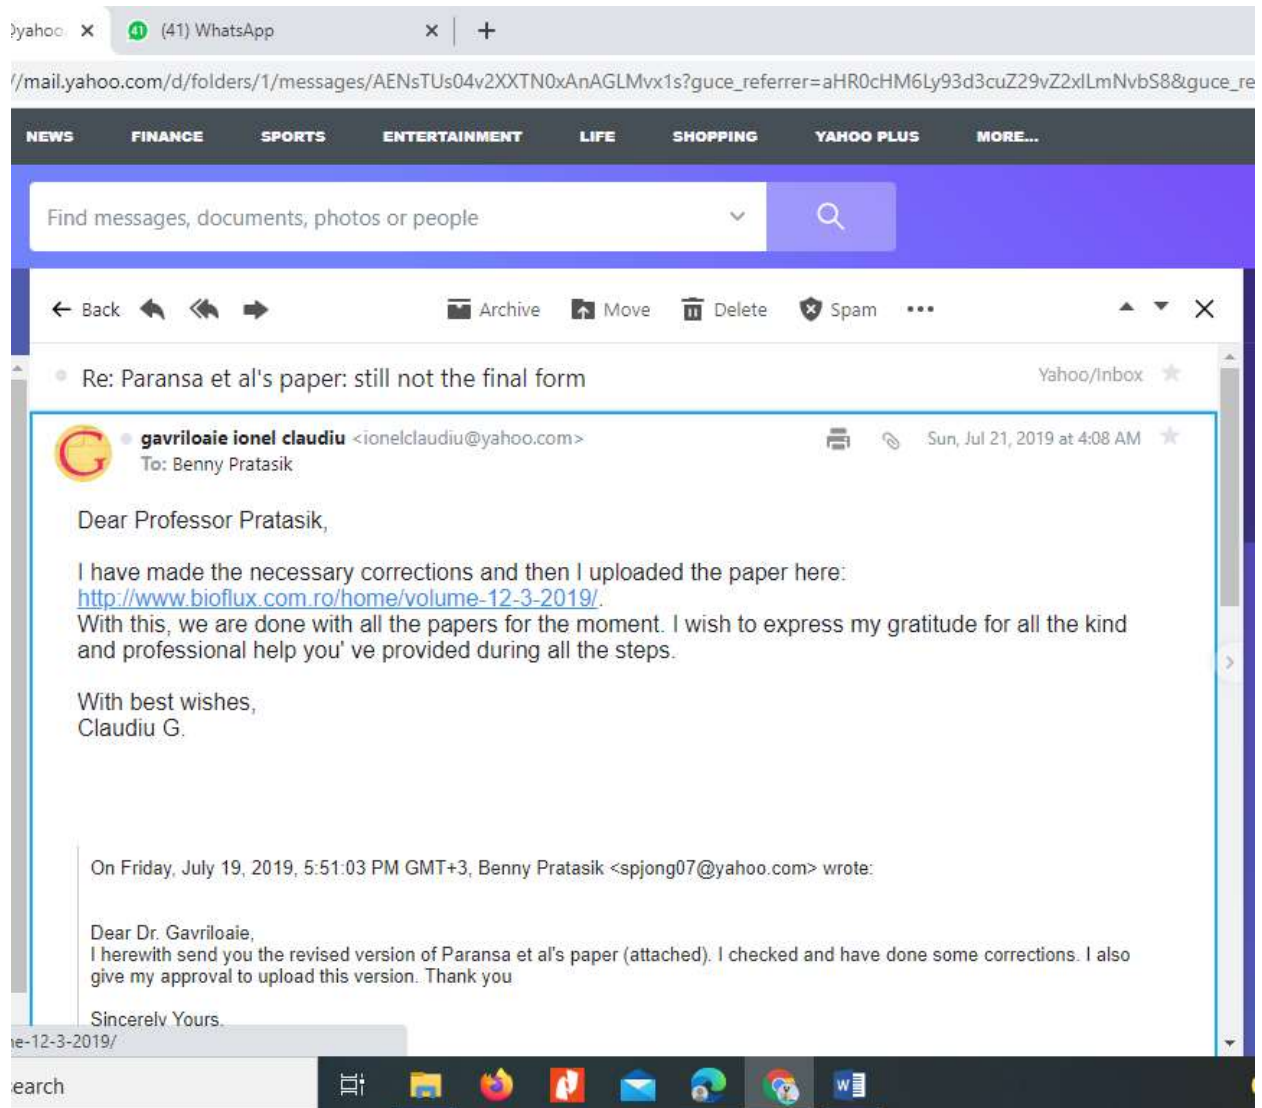 yahoo
(41) WhatsApp
//mail.yahoo.com/d/folders/1/messages/AENsTUs04v2XXTN0xAnAGLMvx1s?guce_referrer=aHR0cHM6Ly93d3cuZ29vZ2xlLmNvbS8&guce_re
NEWS FINANCE SPORTS ENTERTAINMENT LIFE SHOPPING YAHOO PLUS MORE...
Find messages, documents, photos or people
Back Archive Move Delete Spam
Re: Paransa et al's paper: still not the final form Yahoo/Inbox
G gavriloaie ionel claudiu <ionelclaudiu@yahoo.com> Sun, Jul 21, 2019 at 4:08 AM
To: Benny Pratasik
Dear Professor Pratasik,
I have made the necessary corrections and then I uploaded the paper here:
http://www.bioflux.com.ro/home/volume-12-3-2019/.
With this, we are done with all the papers for the moment. I wish to express my gratitude for all the kind
and professional help you' ve provided during all the steps.
With best wishes,
Claudiu G.
On Friday, July 19, 2019, 5:51:03 PM GMT+3, Benny Pratasik <spjong07@yahoo.com> wrote:
Dear Dr. Gavriloaie,
I herewith send you the revised version of Paransa et al's paper (attached). I checked and have done some corrections. I also
give my approval to upload this version. Thank you
Sincerely Yours,
ne-12-3-2019/
earch